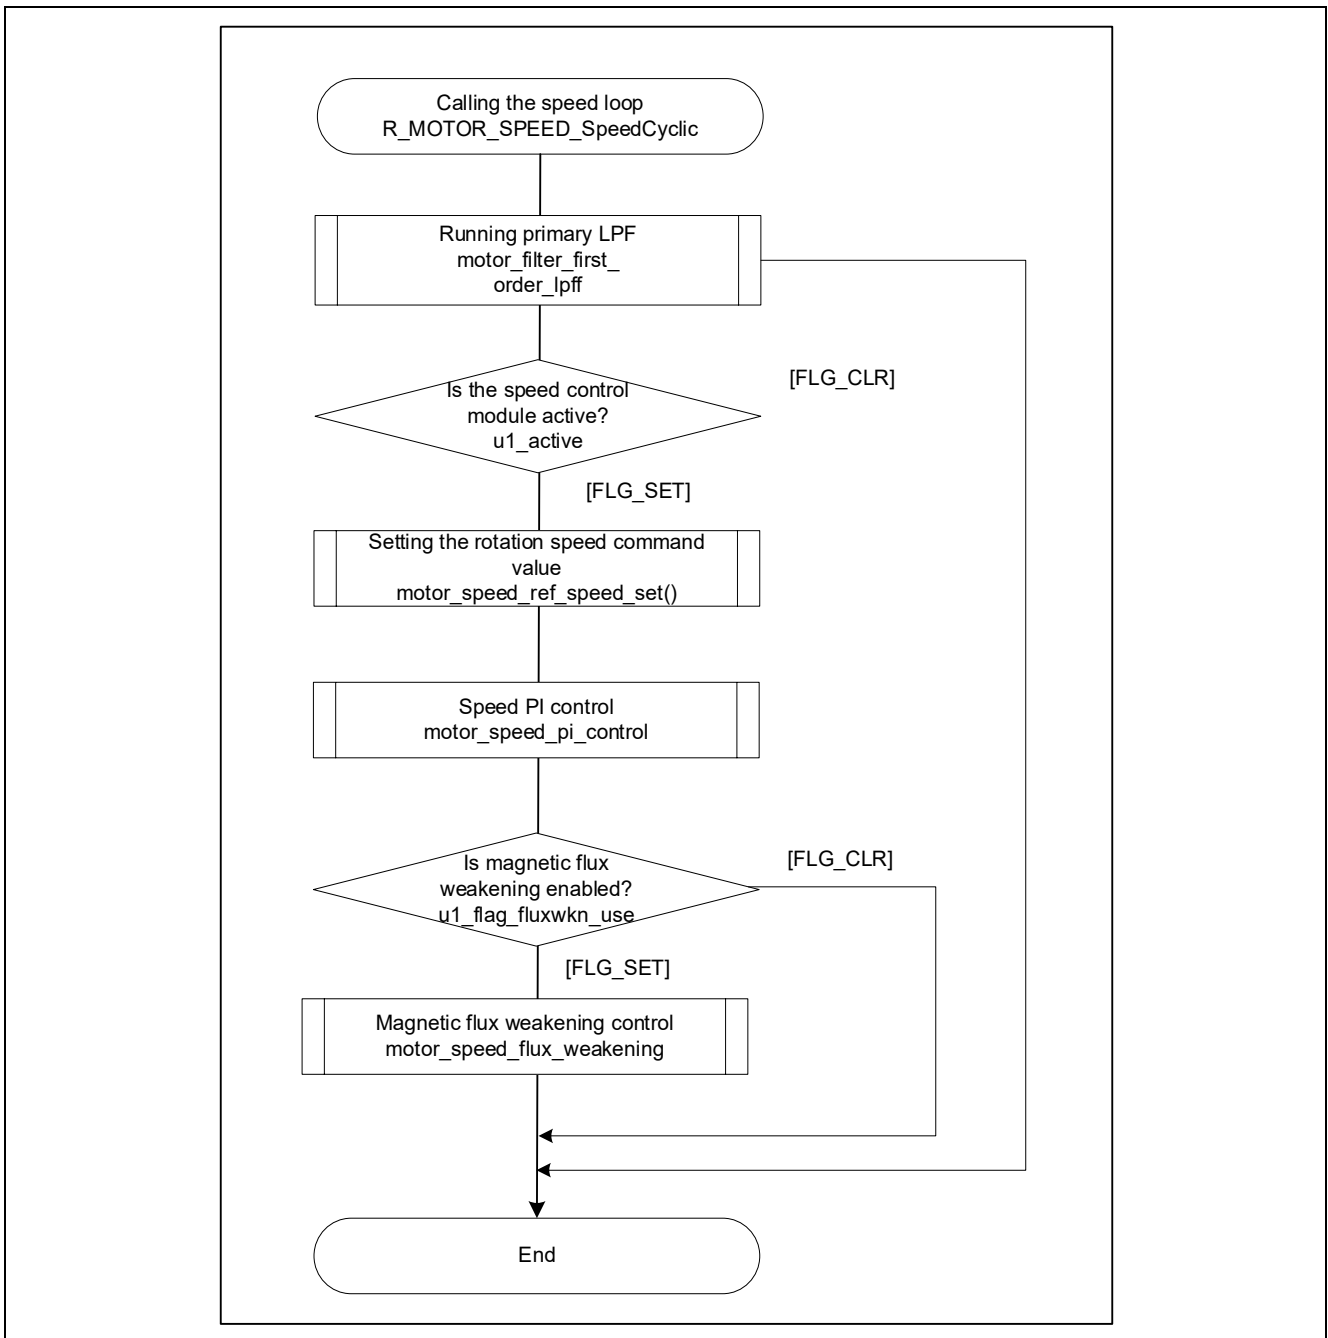 Calling the speed loop
R_MOTOR_SPEED_SpeedCyclic
Running primary LPF
motor_filter_first_
order_lpff
Is the speed control
module active?
u1_active
[FLG_CLR]
[FLG_SET]
Setting the rotation speed command
value
motor_speed_ref_speed_set()
Speed PI control
motor_speed_pi_control
Is magnetic flux
weakening enabled?
u1_flag_fluxwkn_use
[FLG_CLR]
[FLG_SET]
Magnetic flux weakening control
motor_speed_flux_weakening
End